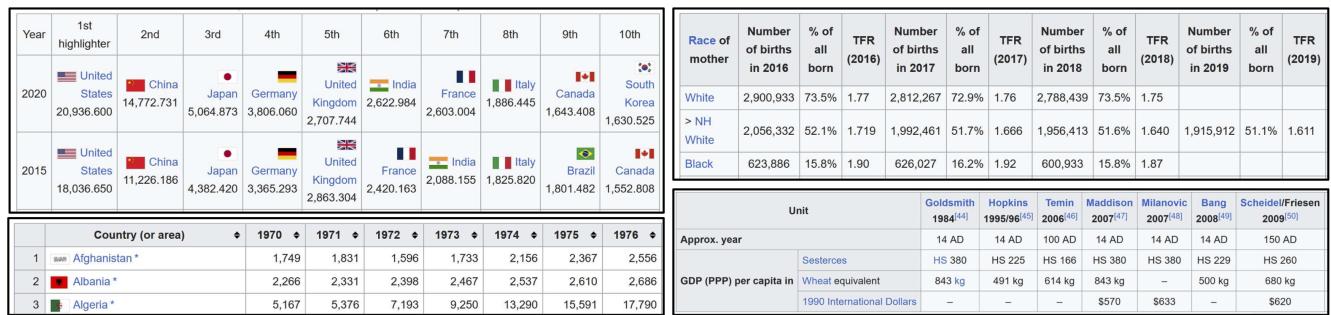 Year 1st highlighter 2nd 3rd 4th 5th 6th 7th 8th 9th 10th
2020 United States 20,936.600 China 14,772.731 Japan 5,064.873 Germany 3,806.060 United Kingdom 2,707.744 India 2,622.984 France 2,603.004 Italy 1,886.445 Canada 1,643.408 South Korea 1,630.525
2015 United States 18,036.650 China 11,226.186 Japan 4,382.420 Germany 3,365.293 United Kingdom 2,863.304 France 2,420.163 India 2,088.155 Italy 1,825.820 Brazil 1,801.482 Canada 1,552.808
Country (or area) 1970 1971 1972 1973 1974 1975 1976
1 Afghanistan * 1,749 1,831 1,596 1,733 2,156 2,367 2,556
2 Albania * 2,266 2,331 2,398 2,467 2,537 2,610 2,686
3 Algeria * 5,167 5,376 7,193 9,250 13,290 15,591 17,790
Race of mother Number of births in 2016 % of all born TFR (2016) Number of births in 2017 % of all born TFR (2017) Number of births in 2018 % of all born TFR (2018) Number of births in 2019 % of all born TFR (2019)
White 2,900,933 73.5% 1.77 2,812,267 72.9% 1.76 2,788,439 73.5% 1.75
> NH White 2,056,332 52.1% 1.719 1,992,461 51.7% 1.666 1,956,413 51.6% 1.640 1,915,912 51.1% 1.611
Black 623,886 15.8% 1.90 626,027 16.2% 1.92 600,933 15.8% 1.87
Unit Goldsmith 1984[44] Hopkins 1995/96[45] Temin 2006[46] Maddison 2007[47] Milanovic 2007[48] Bang 2008[49] Scheidel/Friesen 2009[50]
Approx. year 14 AD 14 AD 100 AD 14 AD 14 AD 14 AD 150 AD
GDP (PPP) per capita in Sesterces HS 380 HS 225 HS 166 HS 380 HS 380 HS 229 HS 260
Wheat equivalent 843 kg 491 kg 614 kg 843 kg – 500 kg 680 kg
1990 International Dollars – – – $570 $633 – $620